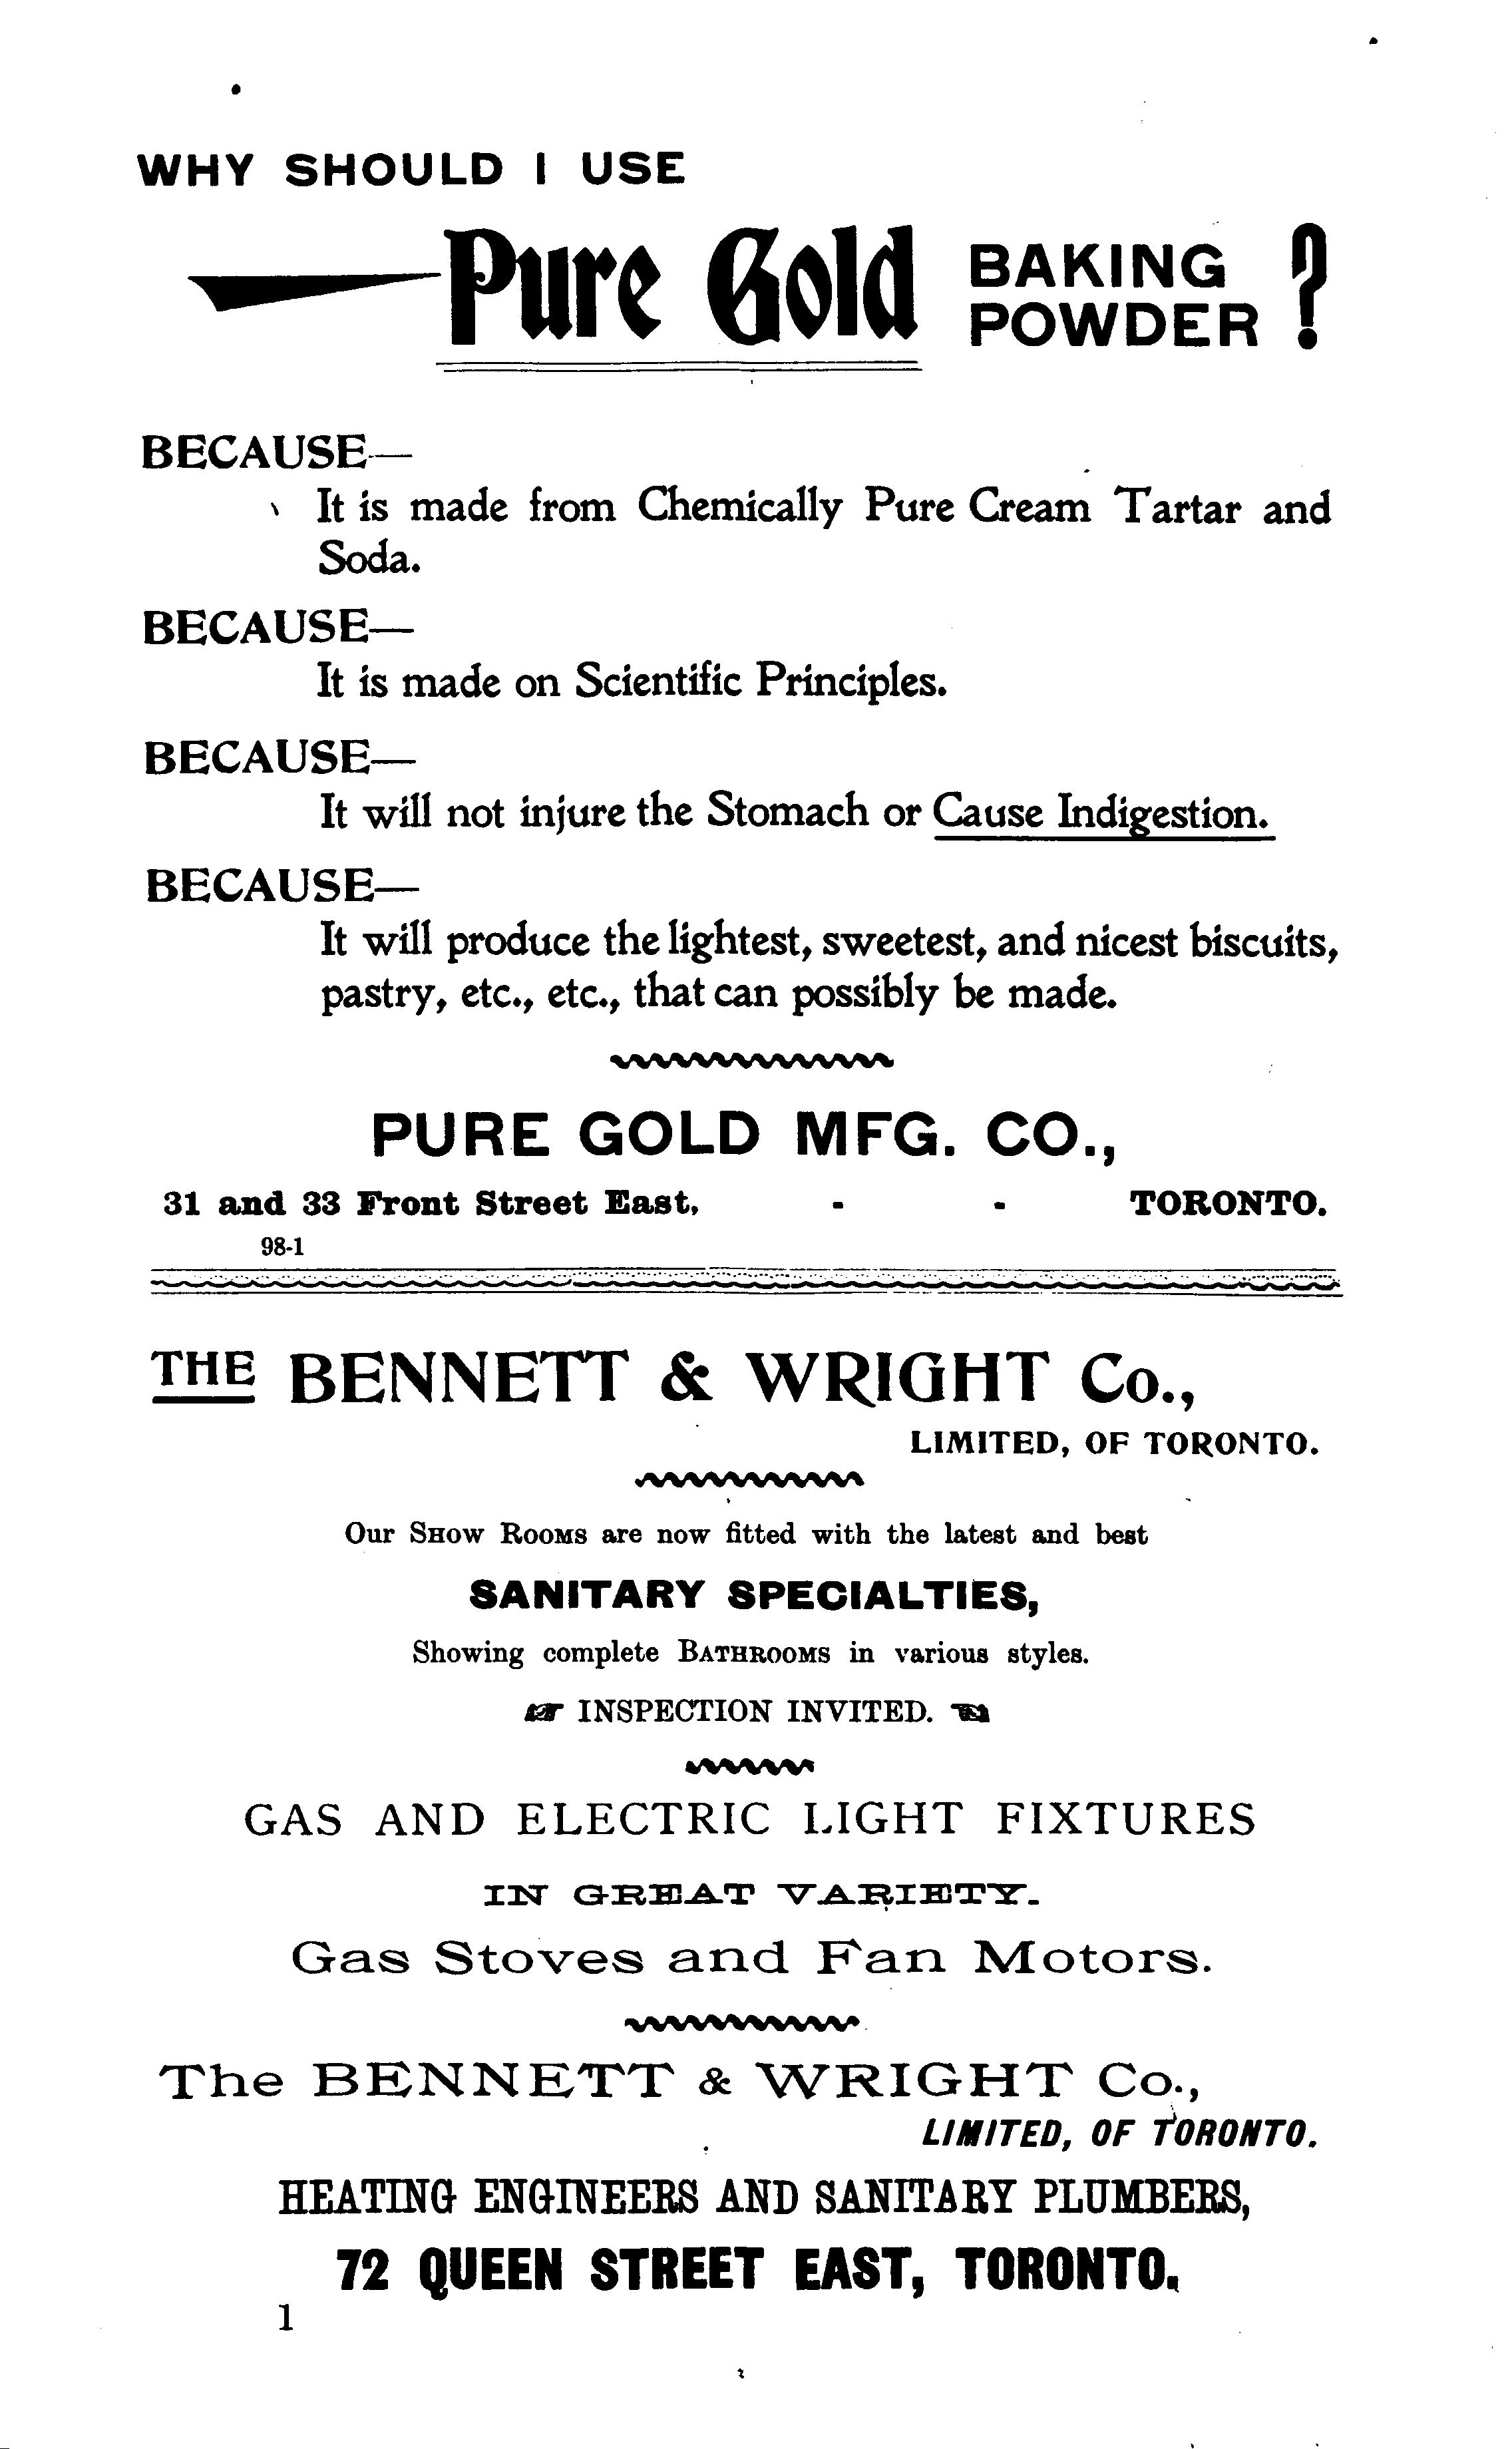 WHY SHOULD I USE
Pure Gold BAKING POWDER ?
BECAUSE—
It is made from Chemically Pure Cream Tartar and
Soda.
BECAUSE—
It is made on Scientific Principles.
BECAUSE—
It will not injure the Stomach or Cause Indigestion.
BECAUSE—
It will produce the lightest, sweetest, and nicest biscuits,
pastry, etc., etc., that can possibly be made.
PURE GOLD MFG. CO.,
31 and 33 Front Street East, - - TORONTO.
98-1
THE BENNETT & WRIGHT Co.,
LIMITED, OF TORONTO.
Our SHOW ROOMS are now fitted with the latest and best
SANITARY SPECIALTIES,
Showing complete BATHROOMS in various styles.
☞ INSPECTION INVITED. ☜
GAS AND ELECTRIC LIGHT FIXTURES
IN GREAT VARIETY.
Gas Stoves and Fan Motors.
The BENNETT & WRIGHT Co.,
LIMITED, OF TORONTO.
HEATING ENGINEERS AND SANITARY PLUMBERS,
72 QUEEN STREET EAST, TORONTO.
1